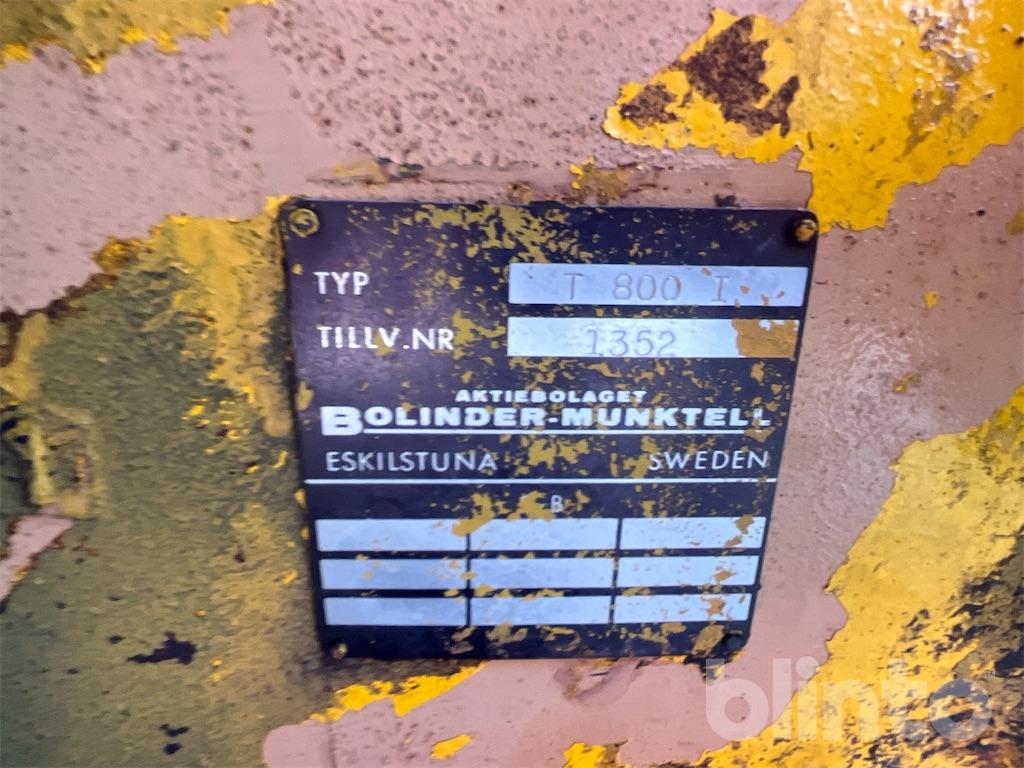 TYP T 800 I
TILLV.NR 1352
AKTIEBOLAGET
BOLINDER-MUNKTELL
ESKILSTUNA SWEDEN
B
blinto